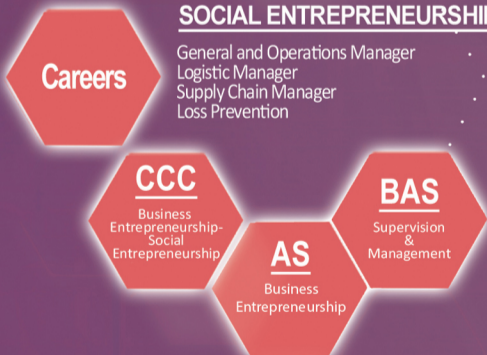 SOCIAL ENTREPRENEURSHIP
General and Operations Manager
Logistic Manager
Supply Chain Manager
Loss Prevention
Careers
CCC
Business
Entrepreneurship-
Social
Entrepreneurship
AS
Business
Entrepreneurship
BAS
Supervision
&
Management